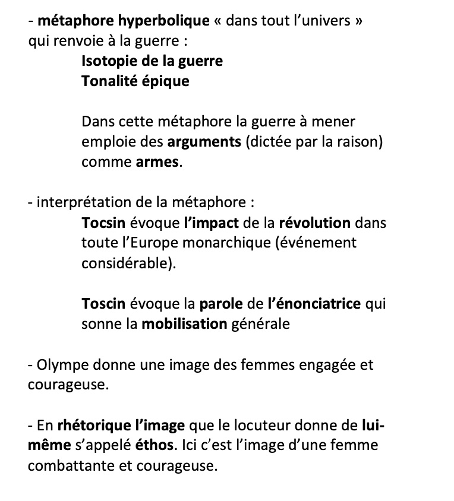 - métaphore hyperbolique « dans tout l’univers »
qui renvoie à la guerre :
Isotopie de la guerre
Tonalité épique
Dans cette métaphore la guerre à mener
emploie des arguments (dictée par la raison)
comme armes.
- interprétation de la métaphore :
Tocsin évoque l’impact de la révolution dans
toute l’Europe monarchique (événement
considérable).
Toscin évoque la parole de l’énonciatrice qui
sonne la mobilisation générale
- Olympe donne une image des femmes engagée et
courageuse.
- En rhétorique l’image que le locuteur donne de lui-
même s’appelé éthos. Ici c’est l’image d’une femme
combattante et courageuse.